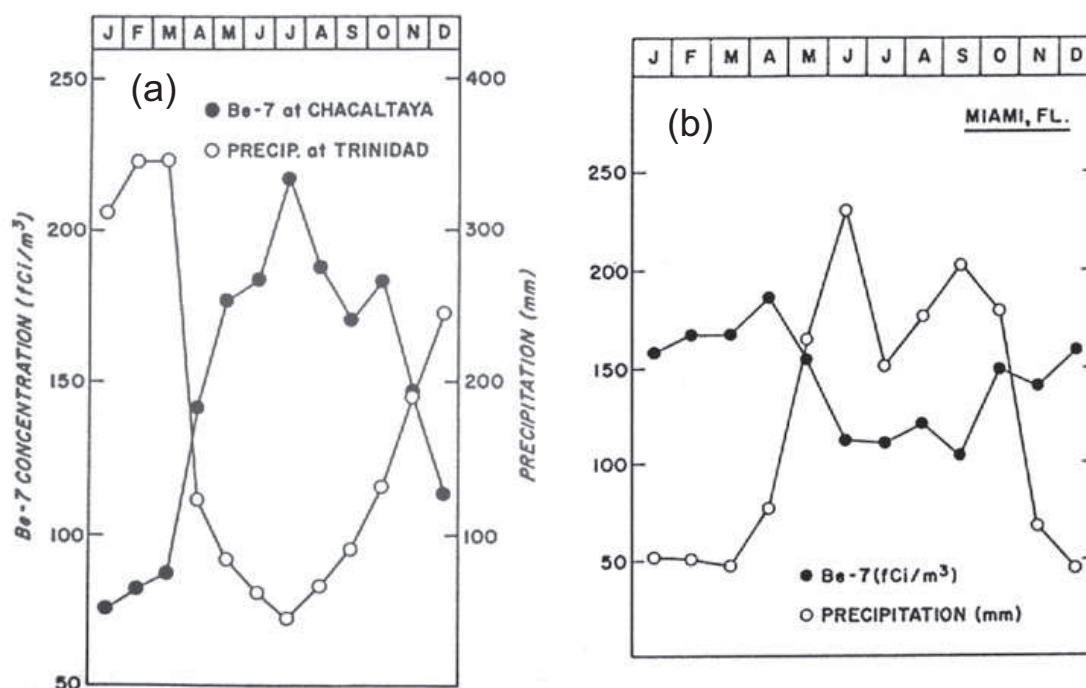 J F M A M J J A S O N D
(a)
Be-7 at CHACALTAYA
PRECIP. at TRINIDAD
Be-7 CONCENTRATION (fCi/m³)
250
200
150
100
50
400
300
200
100
PRECIPITATION (mm)
J F M A M J J A S O N D
(b)
MIAMI, FL.
250
200
150
100
50
Be-7(fCi/m³)
PRECIPITATION (mm)